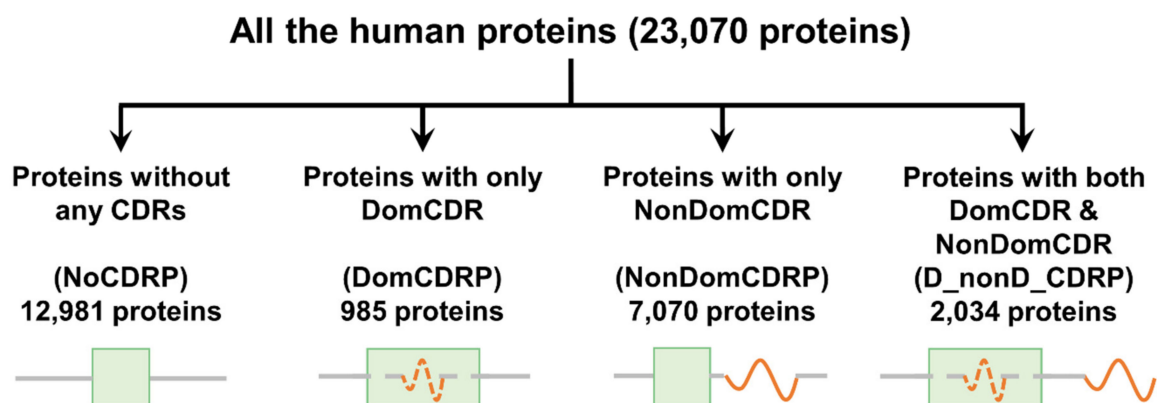 All the human proteins (23,070 proteins)
Proteins without
any CDRs
(NoCDRP)
12,981 proteins
Proteins with only
DomCDR
(DomCDRP)
985 proteins
Proteins with only
NonDomCDR
(NonDomCDRP)
7,070 proteins
Proteins with both
DomCDR &
NonDomCDR
(D_nonD_CDRP)
2,034 proteins